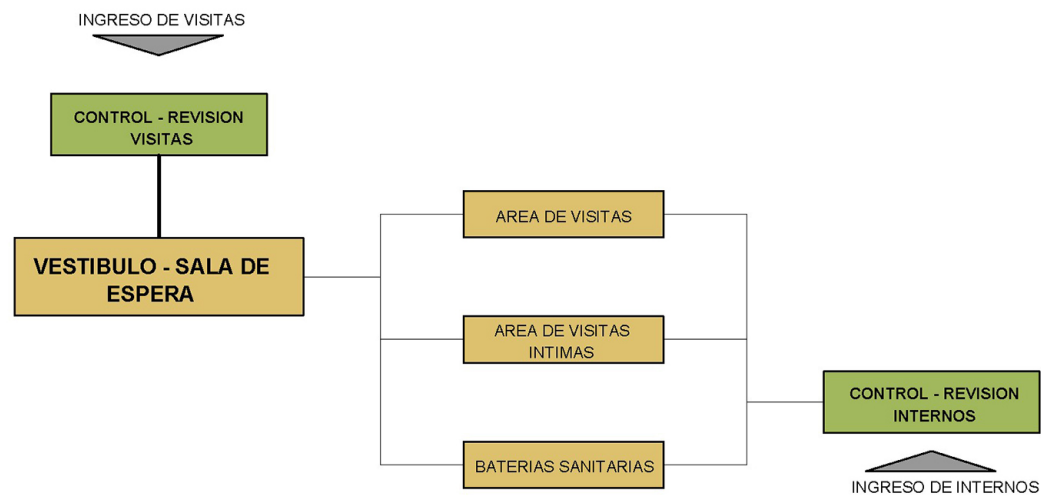 INGRESO DE VISITAS
CONTROL - REVISION
VISITAS
VESTIBULO - SALA DE
ESPERA
AREA DE VISITAS
AREA DE VISITAS
INTIMAS
BATERIAS SANITARIAS
CONTROL - REVISION
INTERNOS
INGRESO DE INTERNOS